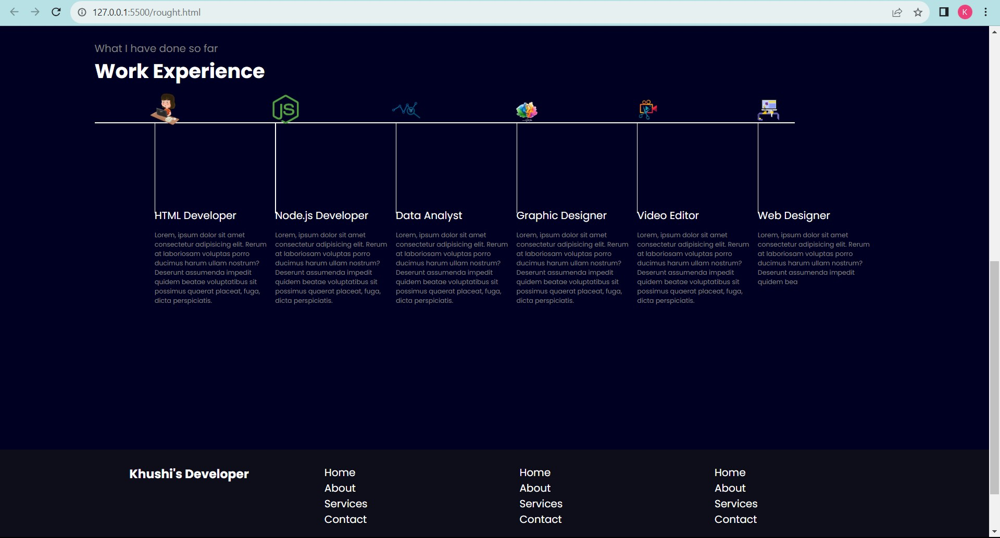 127.0.0.1:5500/rought.html
K
What I have done so far
Work Experience
JS
HTML Developer
Lorem, ipsum dolor sit amet
consectetur adipisicing elit. Rerum
at laboriosam voluptas porro
ducimus harum ullam nostrum?
Deserunt assumenda impedit
quidem beatae voluptatibus sit
possimus quaerat placeat, fuga,
dicta perspiciatis.
Node.js Developer
Lorem, ipsum dolor sit amet
consectetur adipisicing elit. Rerum
at laboriosam voluptas porro
ducimus harum ullam nostrum?
Deserunt assumenda impedit
quidem beatae voluptatibus sit
possimus quaerat placeat, fuga,
dicta perspiciatis.
Data Analyst
Lorem, ipsum dolor sit amet
consectetur adipisicing elit. Rerum
at laboriosam voluptas porro
ducimus harum ullam nostrum?
Deserunt assumenda impedit
quidem beatae voluptatibus sit
possimus quaerat placeat, fuga,
dicta perspiciatis.
Graphic Designer
Lorem, ipsum dolor sit amet
consectetur adipisicing elit. Rerum
at laboriosam voluptas porro
ducimus harum ullam nostrum?
Deserunt assumenda impedit
quidem beatae voluptatibus sit
possimus quaerat placeat, fuga,
dicta perspiciatis.
Video Editor
Lorem, ipsum dolor sit amet
consectetur adipisicing elit. Rerum
at laboriosam voluptas porro
ducimus harum ullam nostrum?
Deserunt assumenda impedit
quidem beatae voluptatibus sit
possimus quaerat placeat, fuga,
dicta perspiciatis.
Web Designer
Lorem, ipsum dolor sit amet
consectetur adipisicing elit. Rerum
at laboriosam voluptas porro
ducimus harum ullam nostrum?
Deserunt assumenda impedit
quidem bea
Khushi's Developer
Home
About
Services
Contact
Home
About
Services
Contact
Home
About
Services
Contact